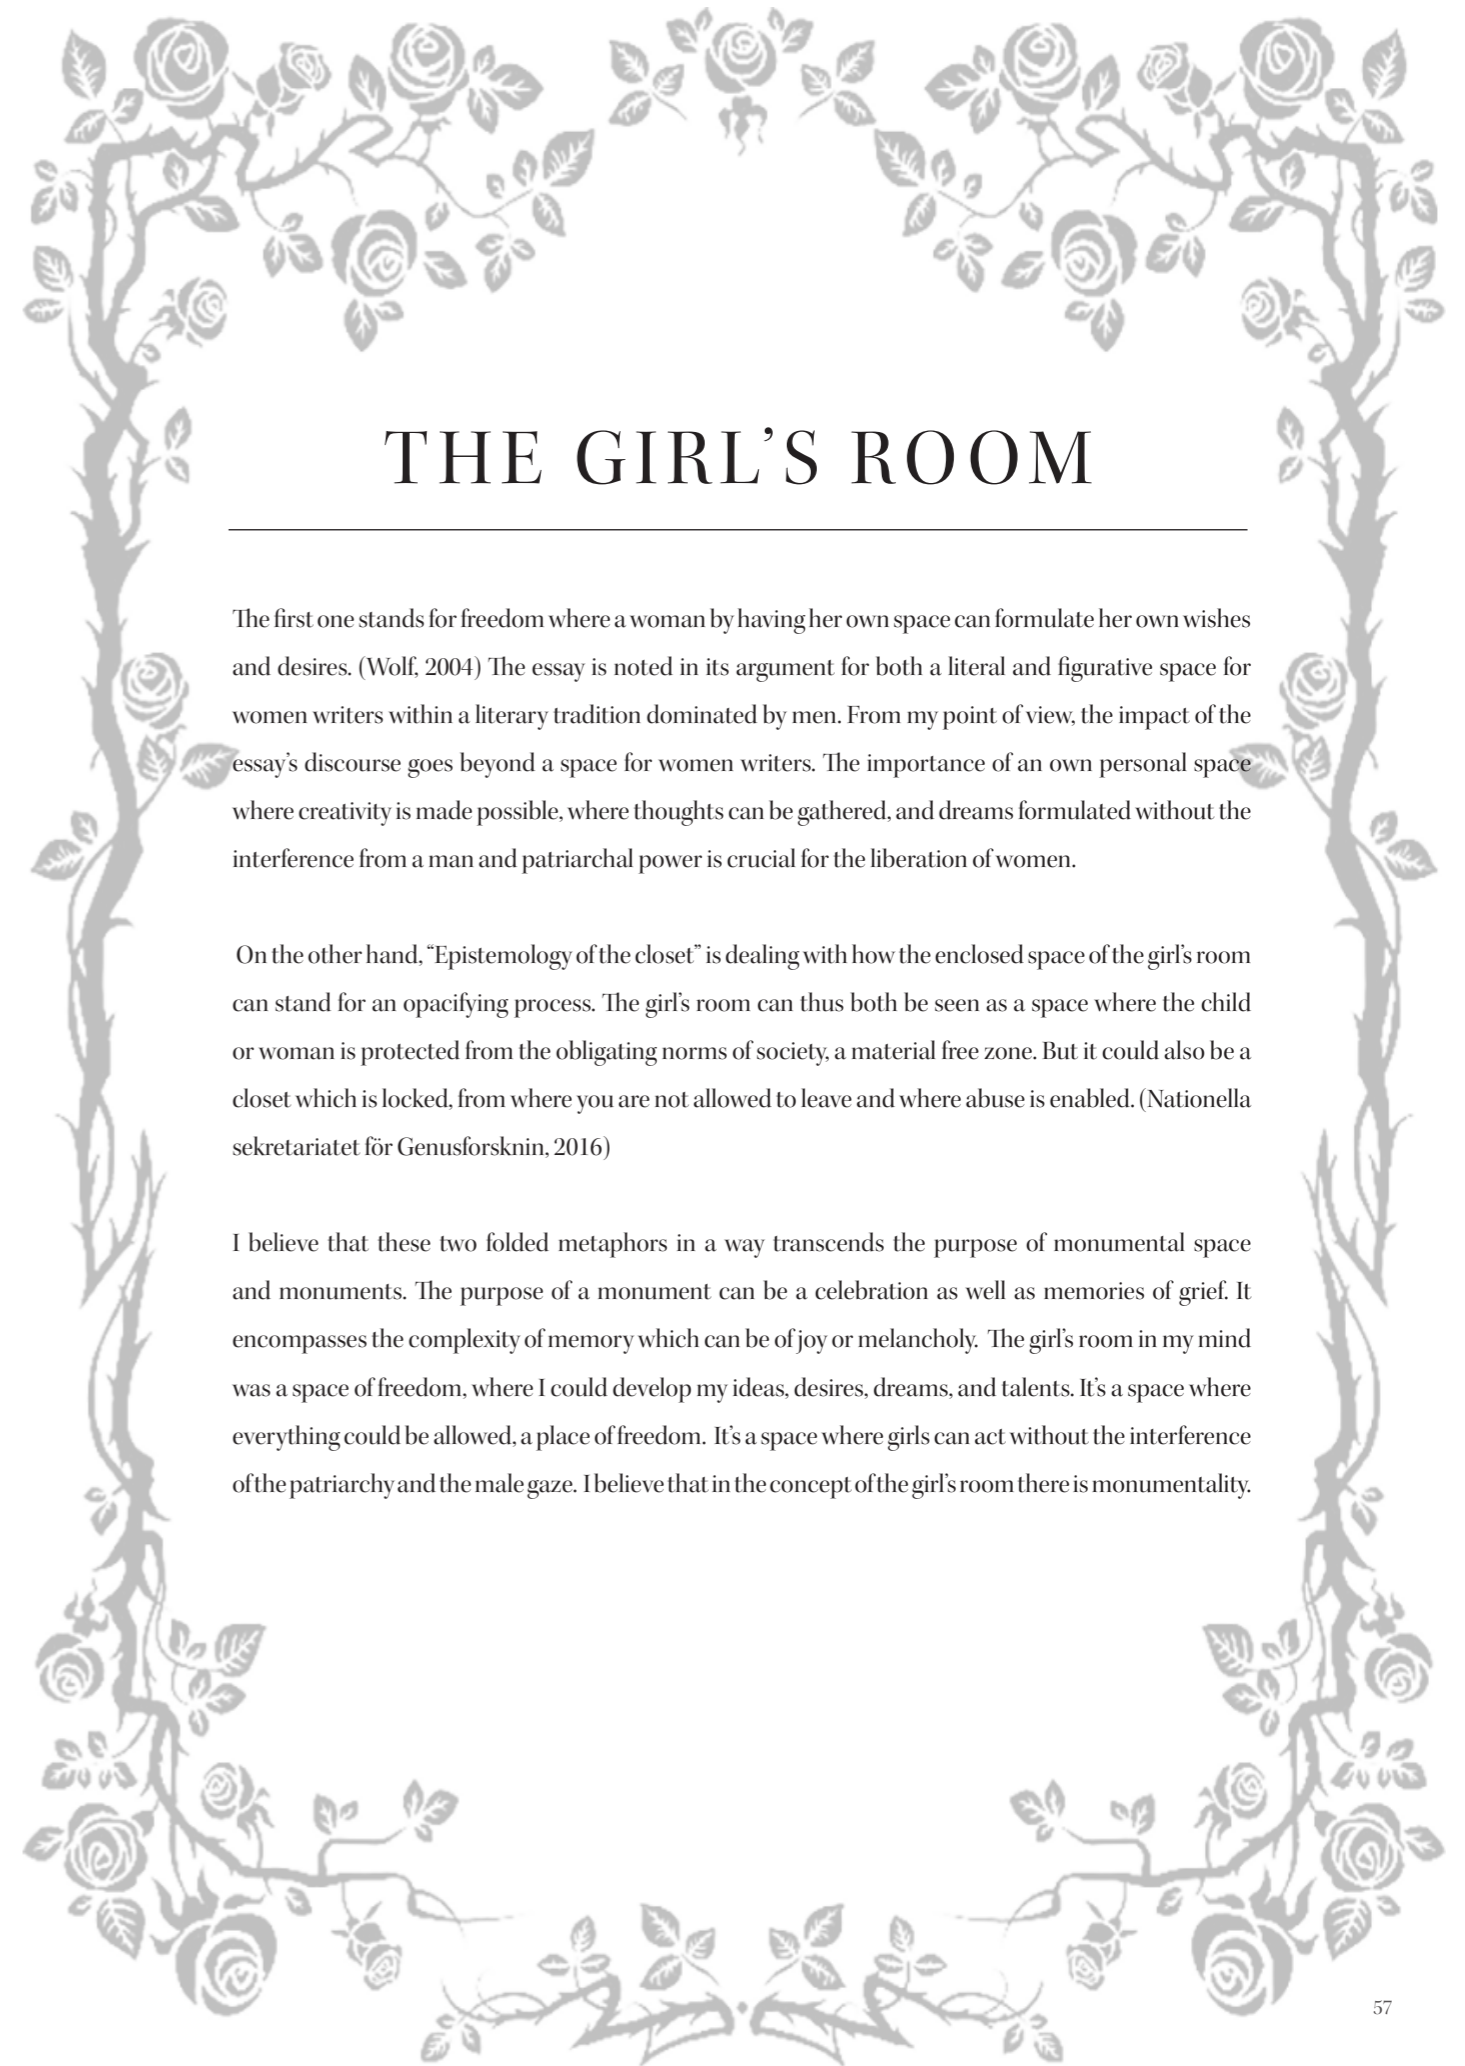 THE GIRL’S ROOM
The first one stands for freedom where a woman by having her own space can formulate her own wishes
and desires. (Wolf, 2004) The essay is noted in its argument for both a literal and figurative space for
women writers within a literary tradition dominated by men. From my point of view, the impact of the
essay’s discourse goes beyond a space for women writers. The importance of an own personal space
where creativity is made possible, where thoughts can be gathered, and dreams formulated without the
interference from a man and patriarchal power is crucial for the liberation of women.
On the other hand, “Epistemology of the closet” is dealing with how the enclosed space of the girl’s room
can stand for an opacifying process. The girl’s room can thus both be seen as a space where the child
or woman is protected from the obligating norms of society, a material free zone. But it could also be a
closet which is locked, from where you are not allowed to leave and where abuse is enabled. (Nationella
sekretariatet för Genusforsknin, 2016)
I believe that these two folded metaphors in a way transcends the purpose of monumental space
and monuments. The purpose of a monument can be a celebration as well as memories of grief. It
encompasses the complexity of memory which can be of joy or melancholy. The girl’s room in my mind
was a space of freedom, where I could develop my ideas, desires, dreams, and talents. It’s a space where
everything could be allowed, a place of freedom. It’s a space where girls can act without the interference
of the patriarchy and the male gaze. I believe that in the concept of the girl’s room there is monumentality.
57